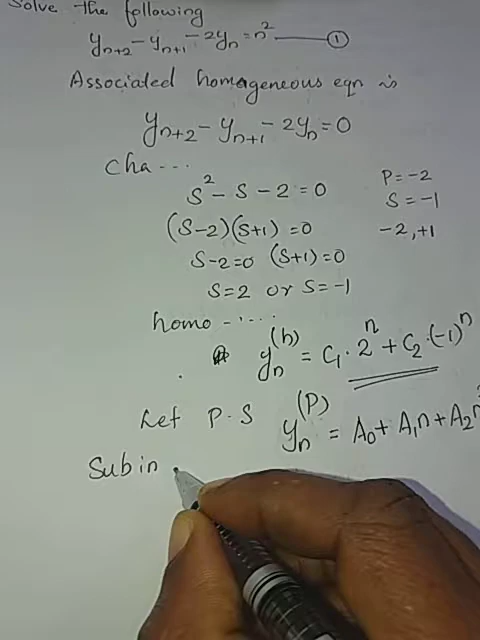 Solve the following
yₙ₊₂ − yₙ₊₁ − 2yₙ = n² —— ①
Associated homogeneous eqn is
yₙ₊₂ − yₙ₊₁ − 2yₙ = 0
Cha ....
S² − S − 2 = 0
P = −2
(S−2)(S+1) = 0
S = −1
S−2=0 (S+1)=0
−2, +1
S=2 or S=−1
homo -....
yₙ⁽ʰ⁾ = C₁·2ⁿ + C₂·(−1)ⁿ
Let P.S yₙ⁽ᴾ⁾ = A₀ + A₁n + A₂n²
Sub in